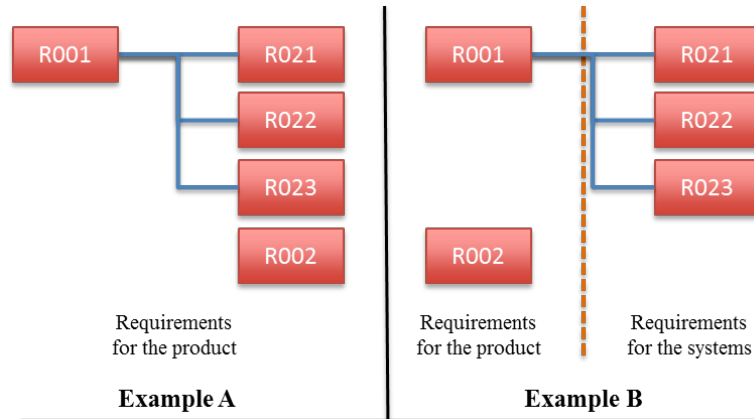 R001
R021
R022
R023
R002
Requirements
for the product
Example A
R001
R021
R022
R023
R002
Requirements
for the product
Requirements
for the systems
Example B